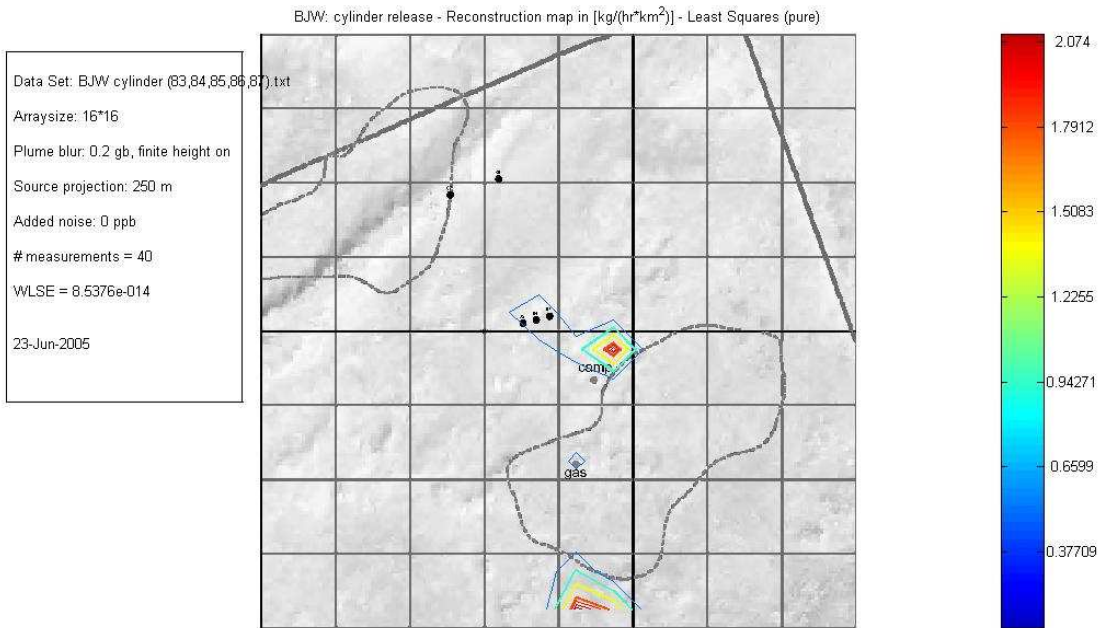 BJW: cylinder release - Reconstruction map in [kg/(hr*km²)] - Least Squares (pure)
Data Set: BJW cylinder (83,84,85,86,87).txt
Arraysize: 16*16
Plume blur: 0.2 gb, finite height on
Source projection: 250 m
Added noise: 0 ppb
# measurements = 40
WLSE = 8.5376e-014
23-Jun-2005
camp
gas
2.074
1.7912
1.5083
1.2255
0.94271
0.6599
0.37709